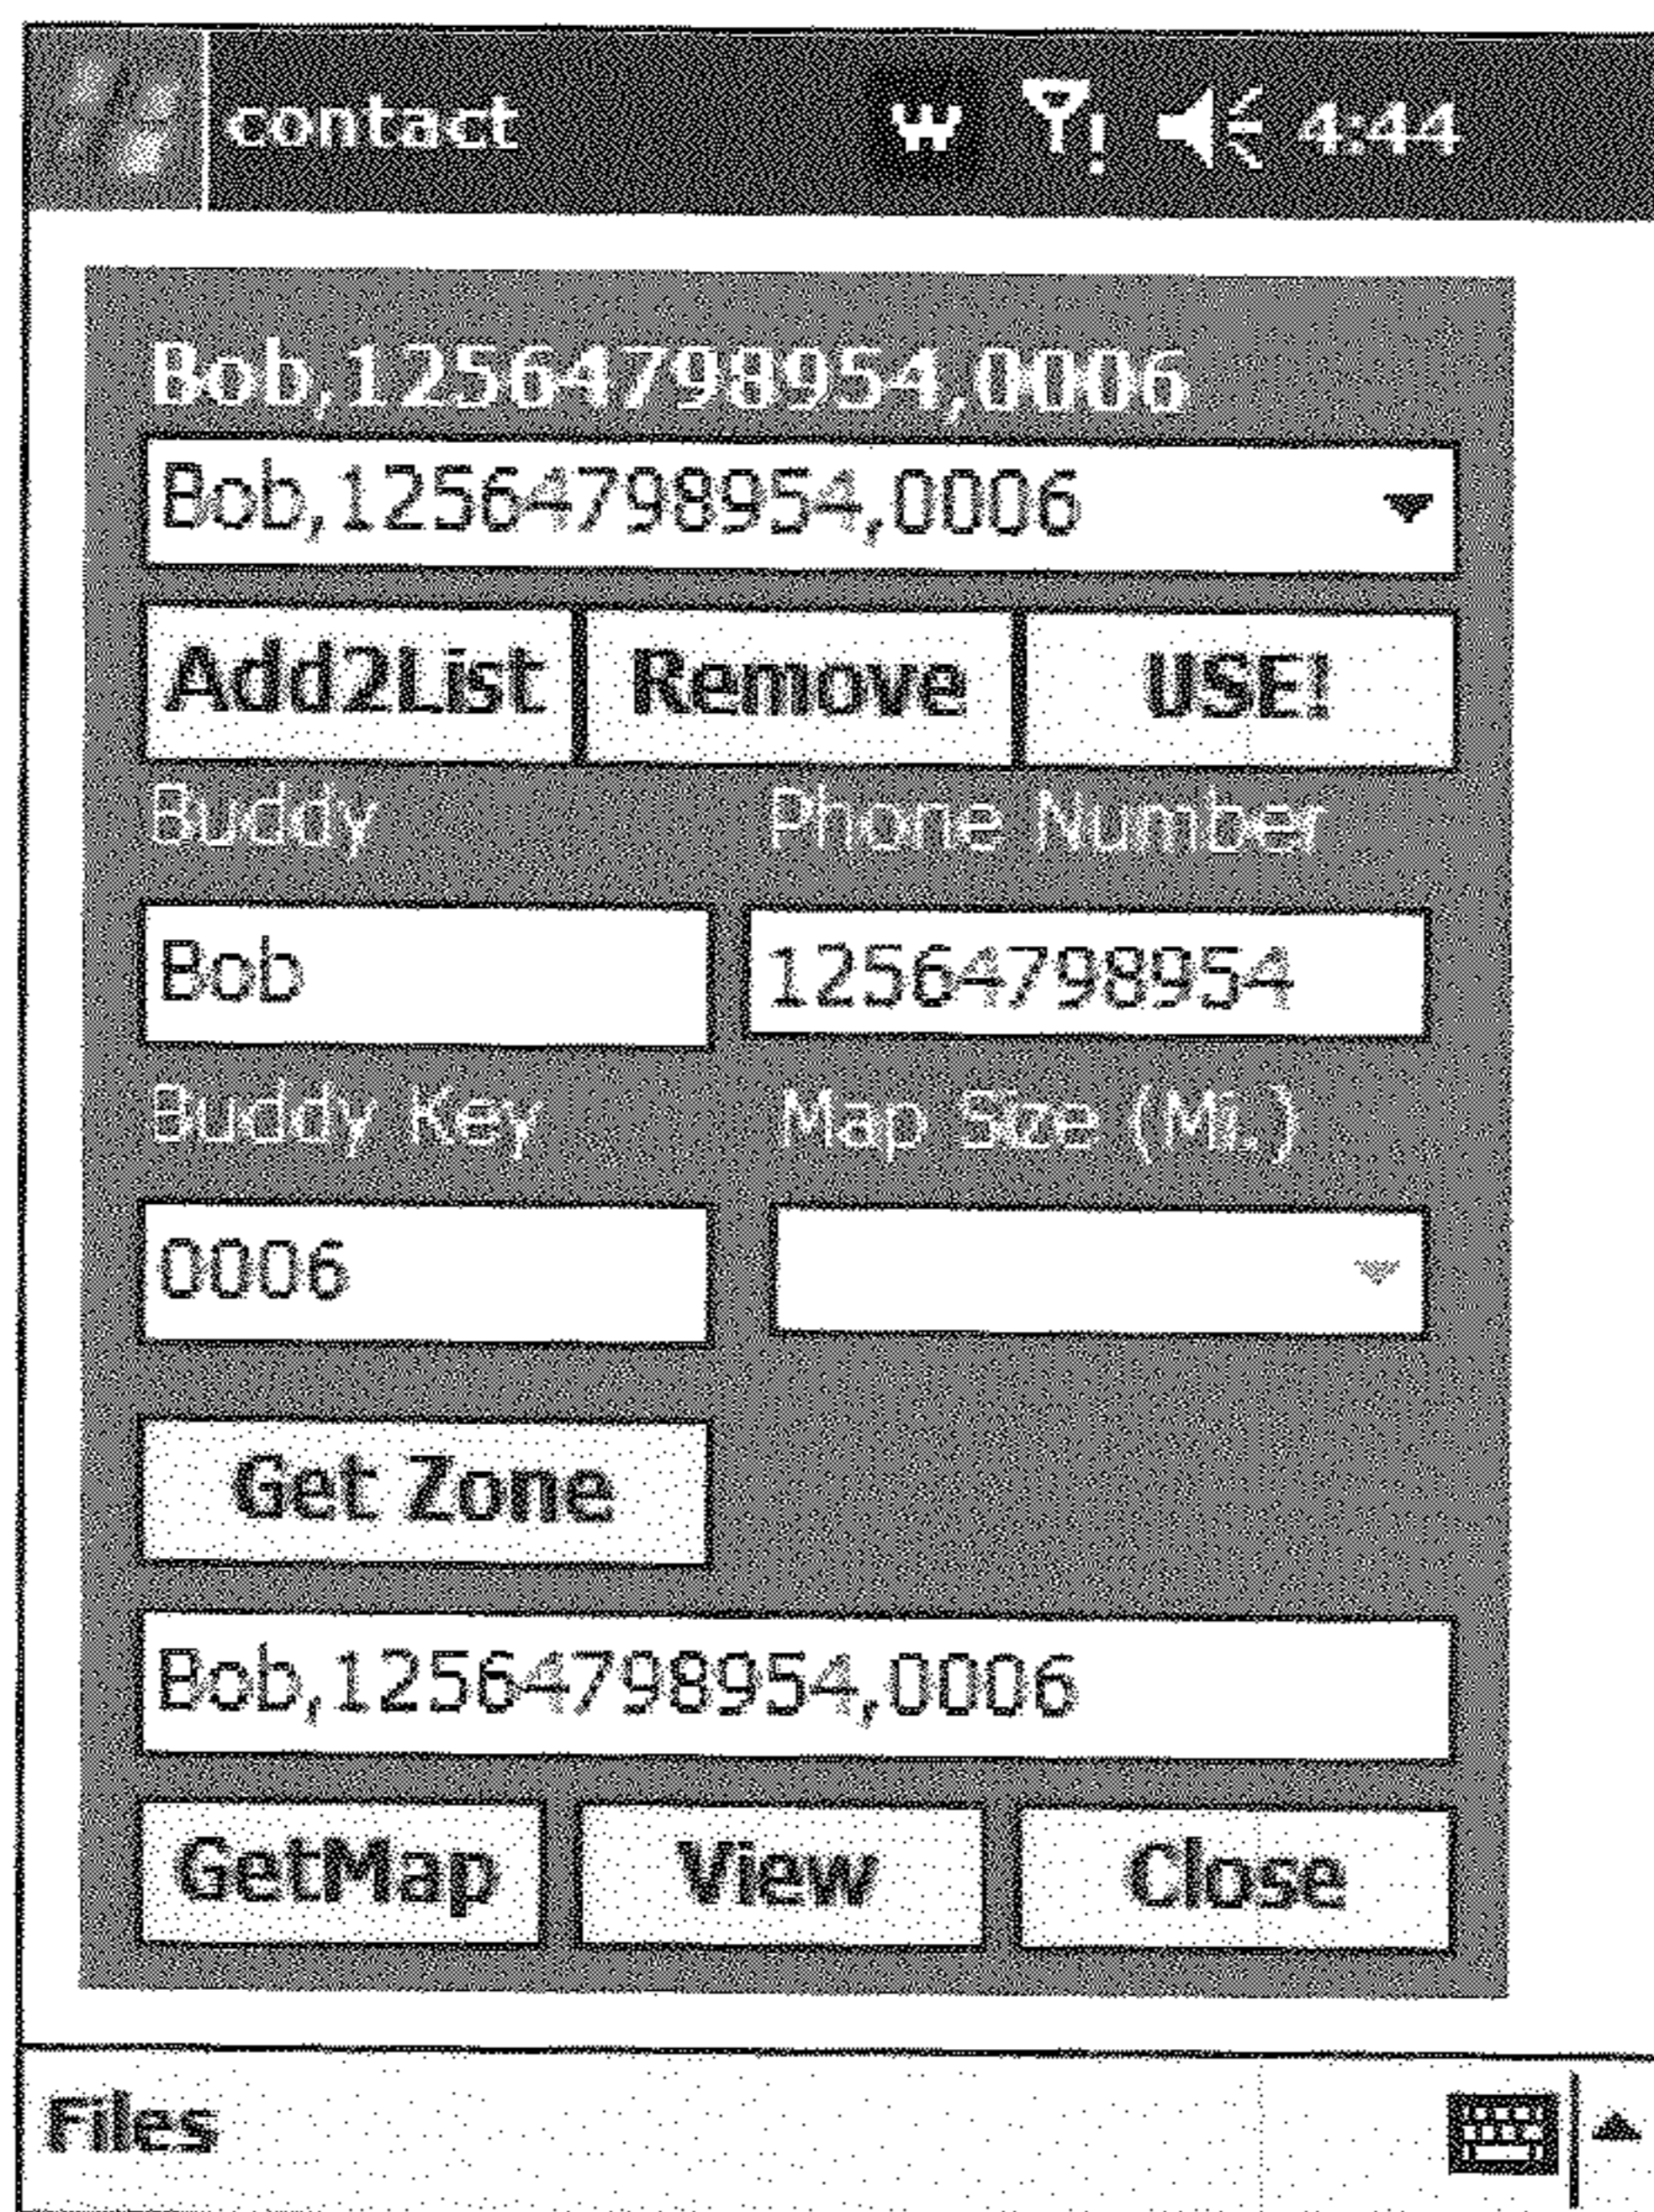 contact 4:44
Bob,12564798954,0006
Bob,12564798954,0006
Add2List Remove USE!
Buddy Phone Number
Bob 12564798954
Buddy Key Map Size (Mi.)
0006
Get Zone
Bob,12564798954,0006
GetMap View Close
Files